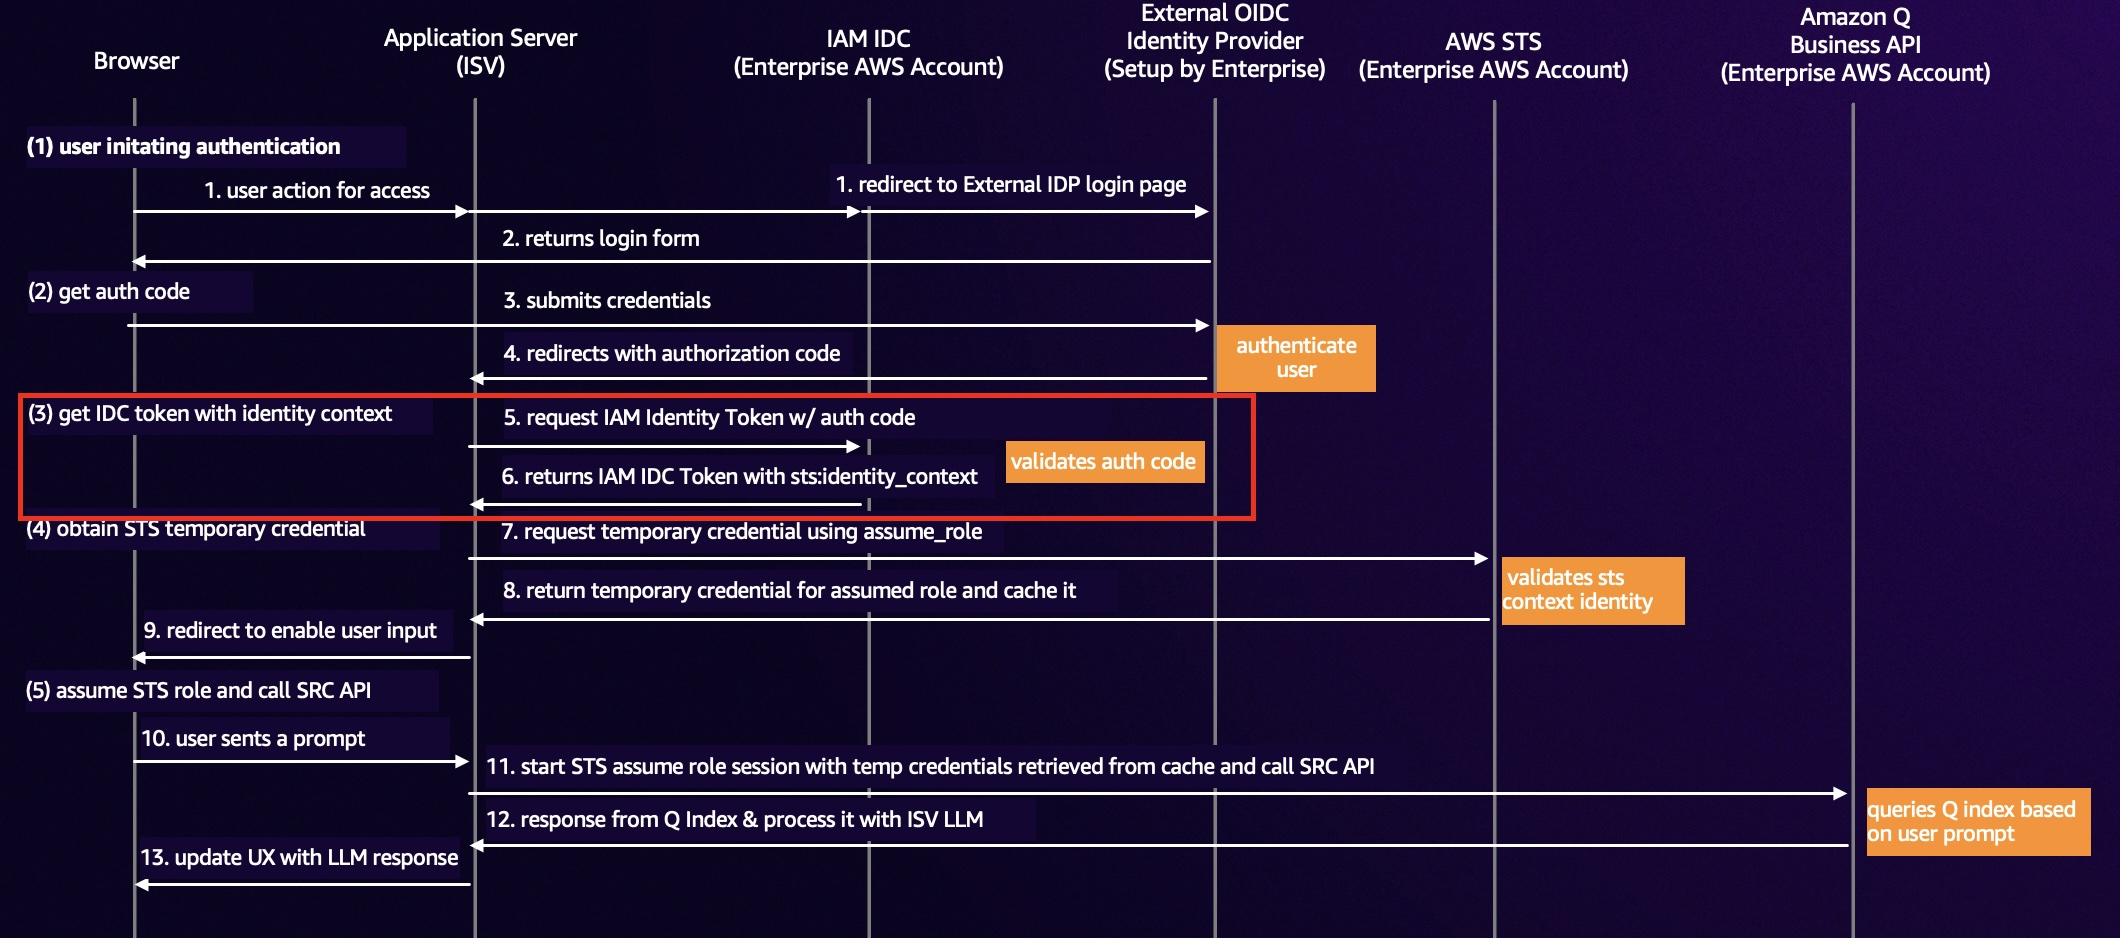 Browser
Application Server
(ISV)
IAM IDC
(Enterprise AWS Account)
External OIDC
Identity Provider
(Setup by Enterprise)
AWS STS
(Enterprise AWS Account)
Amazon Q
Business API
(Enterprise AWS Account)
(1) user initating authentication
1. user action for access
1. redirect to External IDP login page
2. returns login form
(2) get auth code
3. submits credentials
authenticate
user
4. redirects with authorization code
(3) get IDC token with identity context
5. request IAM Identity Token w/ auth code
validates auth code
6. returns IAM IDC Token with sts:identity_context
(4) obtain STS temporary credential
7. request temporary credential using assume_role
validates sts
context identity
8. return temporary credential for assumed role and cache it
9. redirect to enable user input
(5) assume STS role and call SRC API
10. user sents a prompt
11. start STS assume role session with temp credentials retrieved from cache and call SRC API
queries Q index based
on user prompt
12. response from Q Index & process it with ISV LLM
13. update UX with LLM response